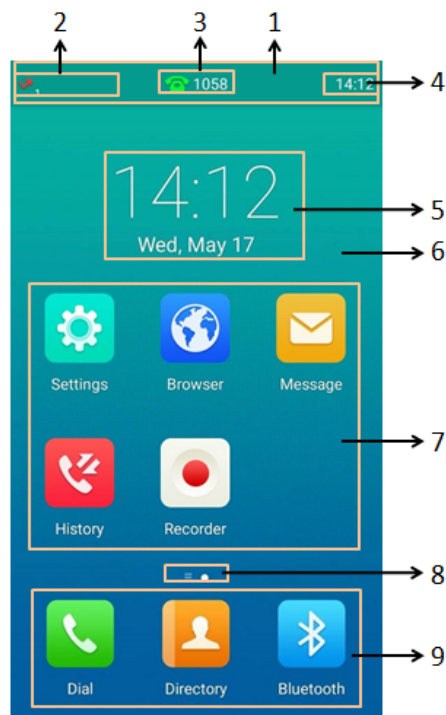 2 3 1
1 1058 14:12 4
14:12 5
Wed, May 17
6
Settings Browser Message
7
History Recorder
8
9
Dial Directory Bluetooth